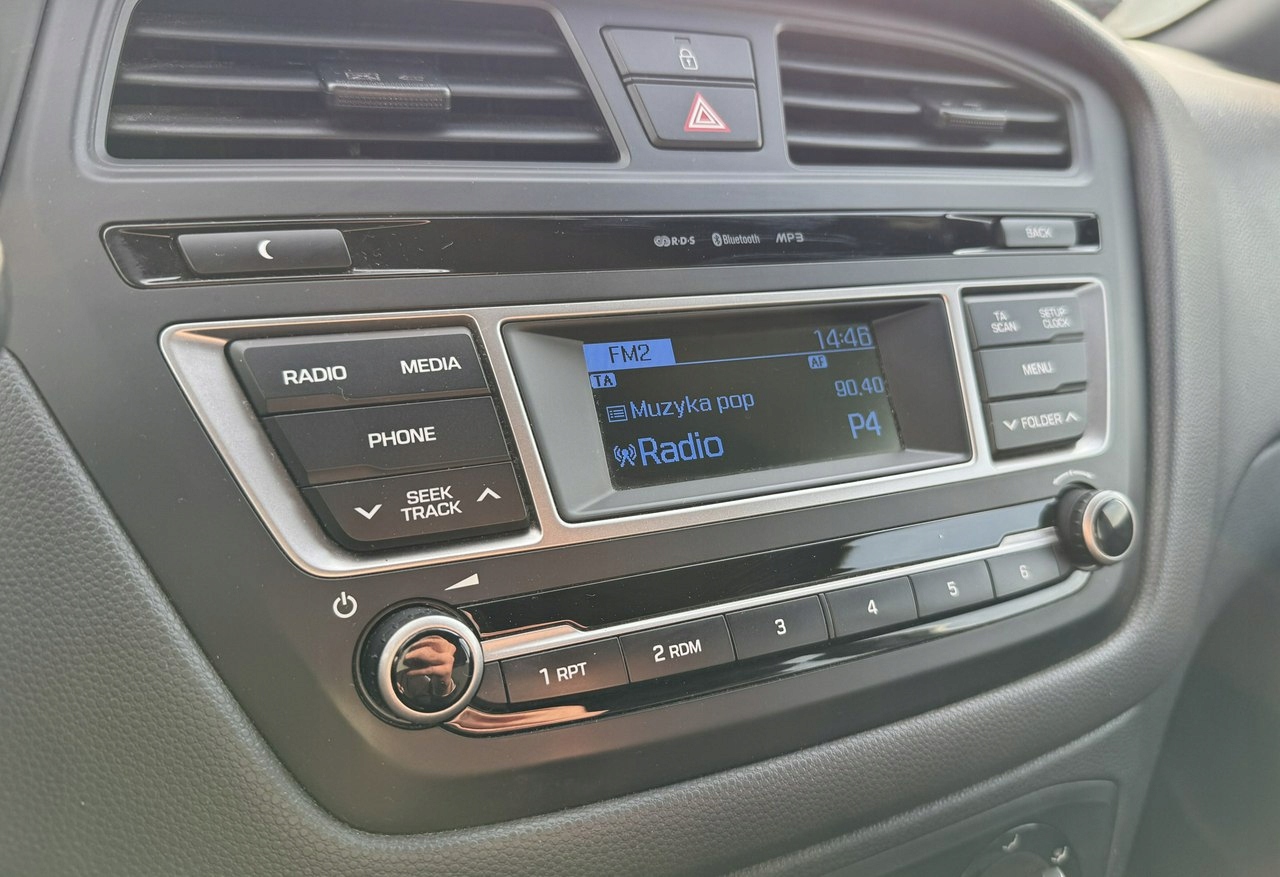 R·D·S Bluetooth MP3
BACK
RADIO MEDIA
PHONE
SEEK
TRACK
FM2 14:46
TA AF
Muzyka pop 90.40
Radio P4
TA
SCAN
SETUP
CLOCK
MENU
FOLDER
1 RPT 2 RDM 3 4 5 6